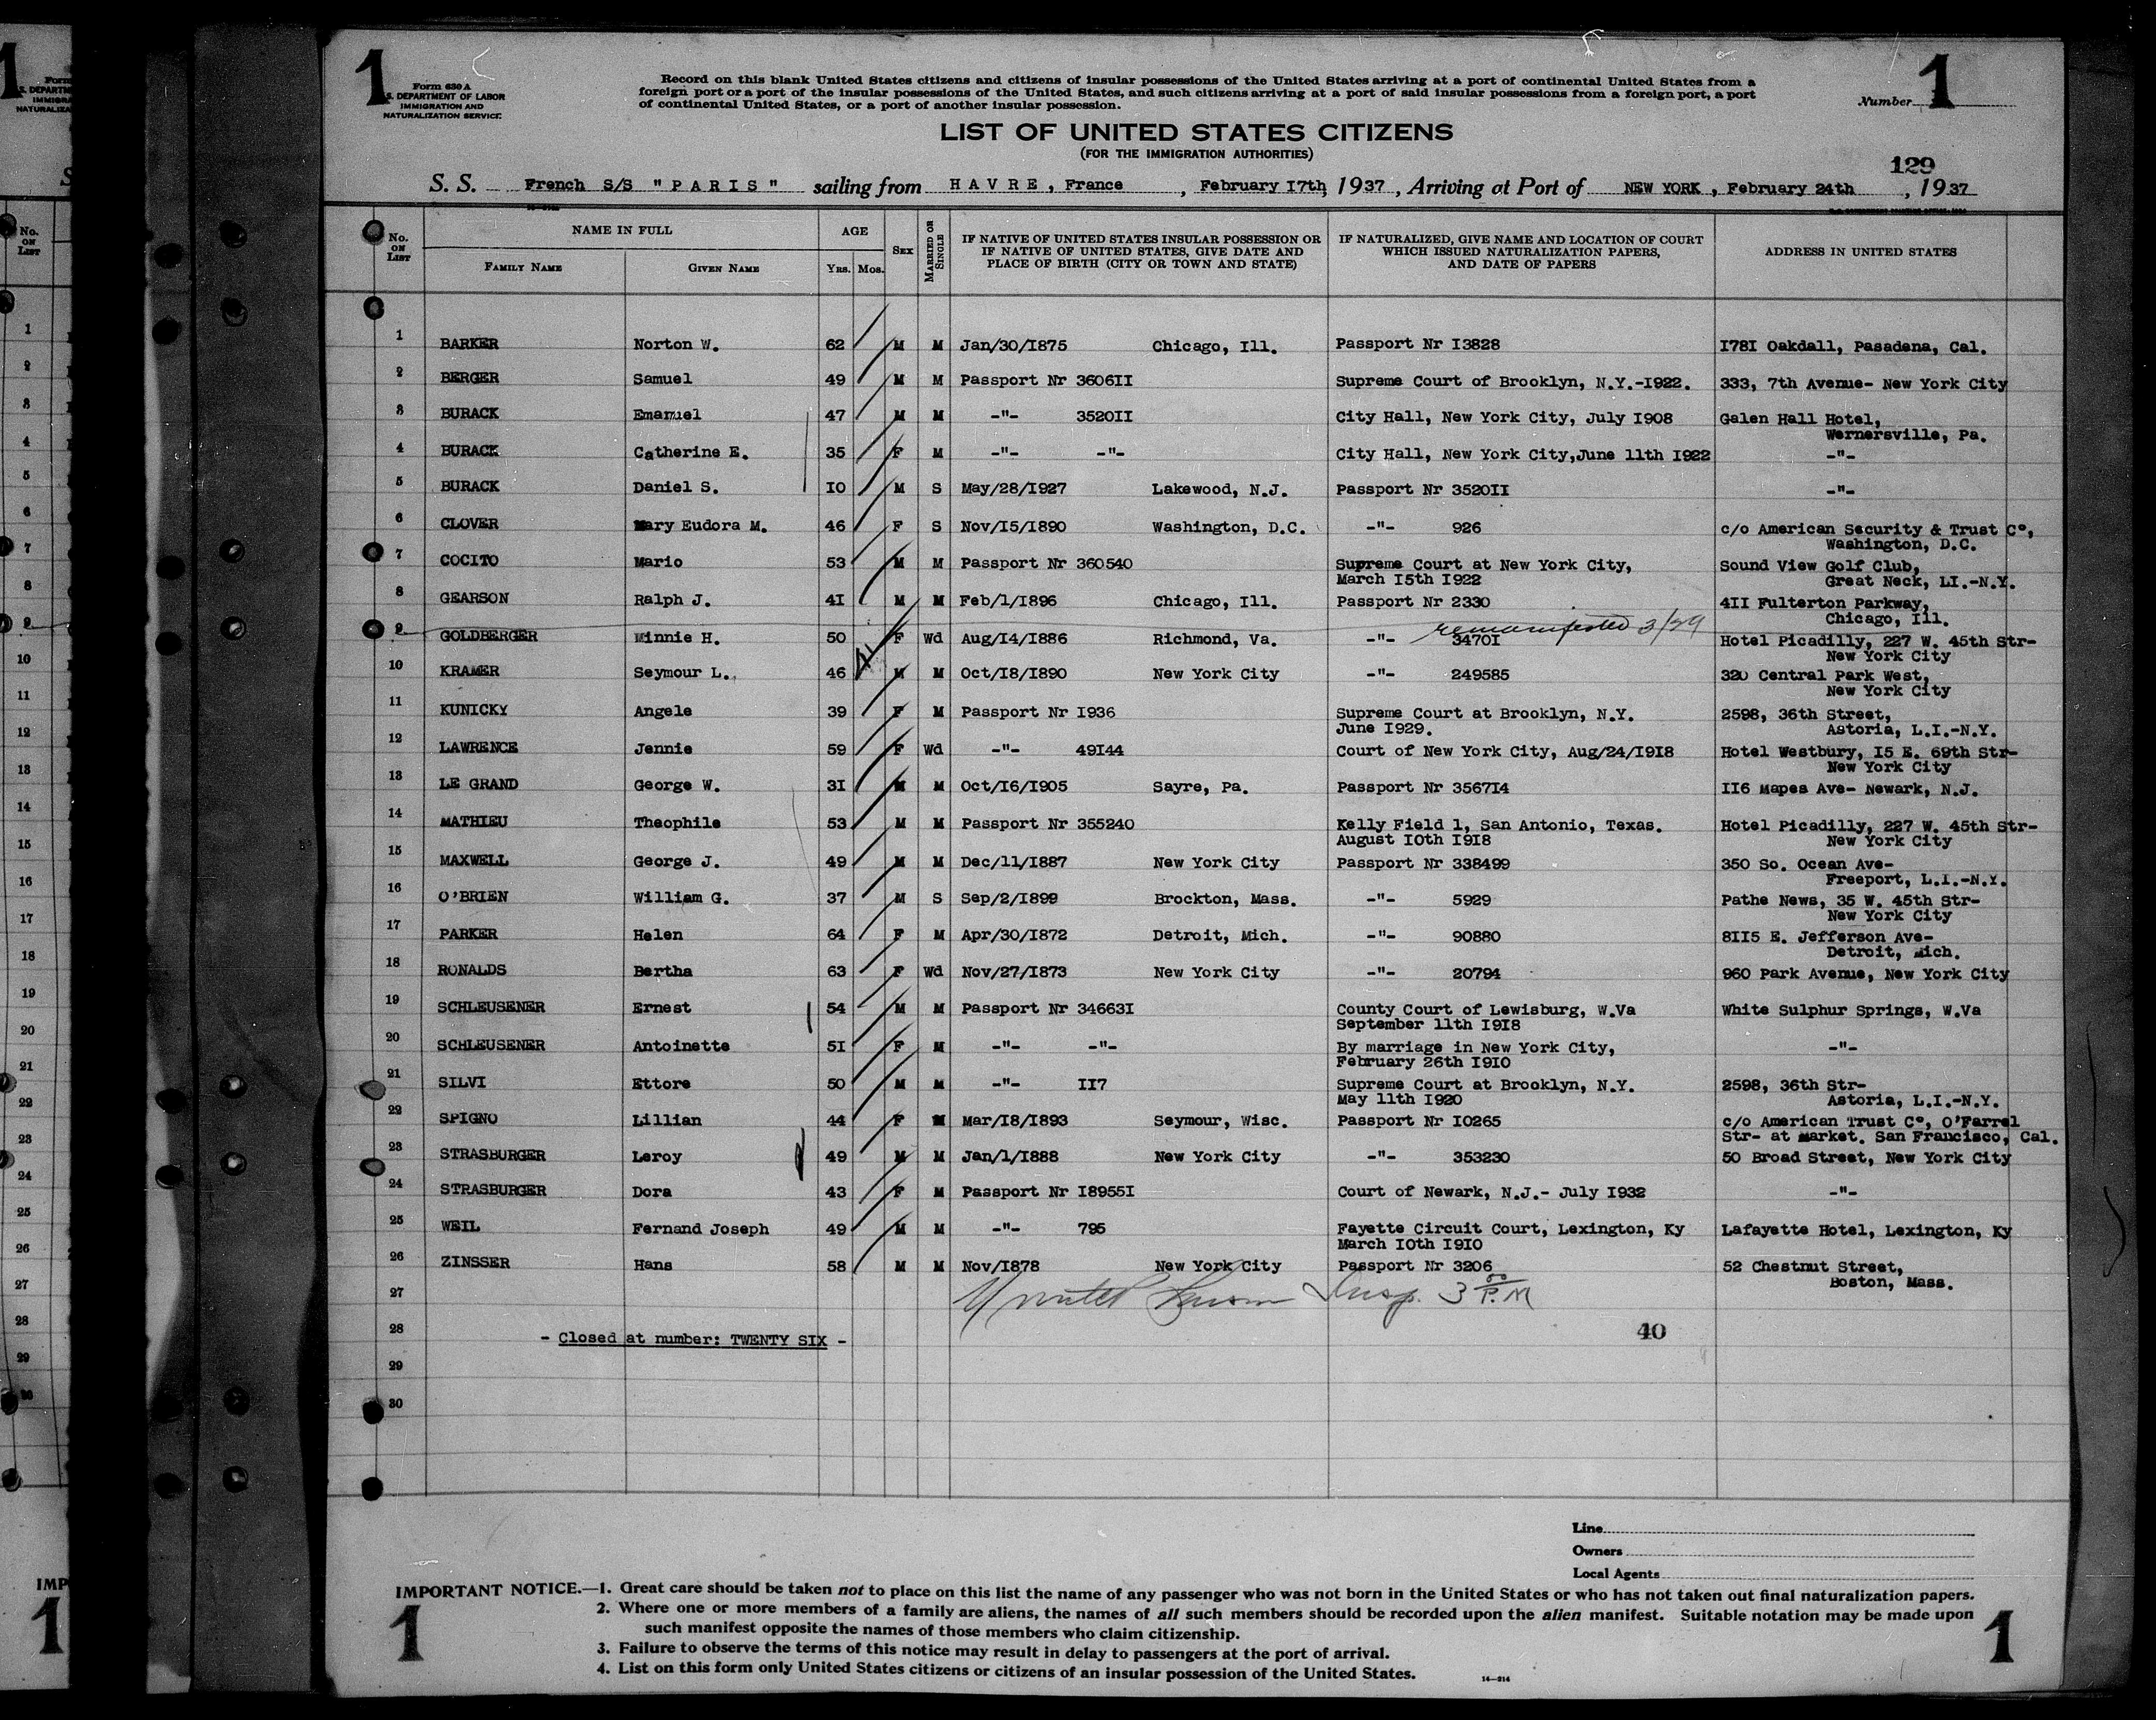 1
1
Form 630 A
U.S. DEPARTMENT OF LABOR
IMMIGRATION AND
NATURALIZATION SERVICE
Record on this blank United States citizens and citizens of insular possessions of the United States arriving at a port of continental United States from a
foreign port or a port of the insular possessions of the United States, and such citizens arriving at a port of said insular possessions from a foreign port, a port
of continental United States, or a port of another insular possession.
Number 1
LIST OF UNITED STATES CITIZENS
(FOR THE IMMIGRATION AUTHORITIES)
129
S. S. French S/S "PARIS" sailing from HAVRE, France, February 17th, 1937, Arriving at Port of NEW YORK, February 24th, 1937
No. ON LIST NAME IN FULL AGE SEX MARRIED OR SINGLE IF NATIVE OF UNITED STATES INSULAR POSSESSION OR IF NATIVE OF UNITED STATES, GIVE DATE AND PLACE OF BIRTH (CITY OR TOWN AND STATE) IF NATURALIZED, GIVE NAME AND LOCATION OF COURT WHICH ISSUED NATURALIZATION PAPERS, AND DATE OF PAPERS ADDRESS IN UNITED STATES
FAMILY NAME GIVEN NAME YRS. MOS.
1 BARKER Norton W. 62 M M Jan/30/1875 Chicago, Ill. Passport Nr 13828 1781 Oakdall, Pasadena, Cal.
2 BERGER Samuel 49 M M Passport Nr 360611 Supreme Court of Brooklyn, N.Y.-1922. 333, 7th Avenue- New York City
3 BURACK Emanuel 47 M M -"- 352011 City Hall, New York City, July 1908 Galen Hall Hotel,
Wernersville, Pa.
4 BURACK Catherine E. 35 F M -"- -"- City Hall, New York City, June 11th 1922 -"-
5 BURACK Daniel S. 10 M S May/28/1927 Lakewood, N.J. Passport Nr 352011 -"-
6 CLOVER Mary Eudora M. 46 F S Nov/15/1890 Washington, D.C. -"- 926 c/o American Security & Trust C°,
Washington, D.C.
7 COCITO Mario 53 M M Passport Nr 360540 Supreme Court at New York City, Sound View Golf Club,
March 15th 1922 Great Neck, LI.-N.Y.
8 GEARSON Ralph J. 41 M M Feb/1/1896 Chicago, Ill. Passport Nr 2330 411 Fulterton Parkway,
Chicago, Ill.
remanifested 3/29
9 GOLDBERGER Minnie H. 50 F Wd Aug/14/1886 Richmond, Va. -"- 34701 Hotel Picadilly, 227 W. 45th Str-
New York City
10 KRAMER Seymour L. 46 M M Oct/18/1890 New York City -"- 249585 320 Central Park West,
New York City
11 KUNICKY Angele 39 F M Passport Nr 1936 Supreme Court at Brooklyn, N.Y. 2598, 36th Street,
June 1929. Astoria, L.I.-N.Y.
12 LAWRENCE Jennie 59 F Wd -"- 49144 Court of New York City, Aug/24/1918 Hotel Westbury, 15 E. 69th Str-
New York City
13 LE GRAND George W. 31 M M Oct/16/1905 Sayre, Pa. Passport Nr 356714 116 Mapes Ave- Newark, N.J.
14 MATHIEU Theophile 53 M M Passport Nr 355240 Kelly Field 1, San Antonio, Texas. Hotel Picadilly, 227 W. 45th Str-
August 10th 1918 New York City
15 MAXWELL George J. 49 M M Dec/11/1887 New York City Passport Nr 338499 350 So. Ocean Ave-
Freeport, L.I.-N.Y.
16 O'BRIEN William G. 37 M S Sep/2/1899 Brockton, Mass. -"- 5929 Pathe News, 35 W. 45th Str-
New York City
17 PARKER Helen 64 F M Apr/30/1872 Detroit, Mich. -"- 90880 8115 E. Jefferson Ave-
Detroit, Mich.
18 RONALDS Bertha 63 F Wd Nov/27/1873 New York City -"- 20794 960 Park Avenue, New York City
19 SCHLEUSENER Ernest 54 M M Passport Nr 346631 County Court of Lewisburg, W.Va White Sulphur Springs, W.Va
September 11th 1918
20 SCHLEUSENER Antoinette 51 F M -"- -"- By marriage in New York City, -"-
February 26th 1910
21 SILVI Ettore 50 M M -"- 117 Supreme Court at Brooklyn, N.Y. 2598, 36th Str-
May 11th 1920 Astoria, L.I.-N.Y.
22 SPIGNO Lillian 44 F M Mar/18/1893 Seymour, Wisc. Passport Nr 10265 c/o American Trust C°, O'Farrel
Str- at Market. San Francisco, Cal.
23 STRASBURGER Leroy 49 M M Jan/1/1888 New York City -"- 353230 50 Broad Street, New York City
24 STRASBURGER Dora 43 F M Passport Nr 189551 Court of Newark, N.J.- July 1932 -"-
25 WEIL Fernand Joseph 49 M M -"- 795 Fayette Circuit Court, Lexington, Ky Lafayette Hotel, Lexington, Ky
March 10th 1910
26 ZINSSER Hans 58 M M Nov/1878 New York City Passport Nr 3206 52 Chestnut Street,
Boston, Mass.
27 Insp. 3 00 P.M
28 - Closed at number: TWENTY SIX - 40
29
30
Line
Owners
Local Agents
IMPORTANT NOTICE.—1. Great care should be taken not to place on this list the name of any passenger who was not born in the United States or who has not taken out final naturalization papers.
2. Where one or more members of a family are aliens, the names of all such members should be recorded upon the alien manifest. Suitable notation may be made upon
such manifest opposite the names of those members who claim citizenship.
3. Failure to observe the terms of this notice may result in delay to passengers at the port of arrival.
4. List on this form only United States citizens or citizens of an insular possession of the United States.
14—214
1
1